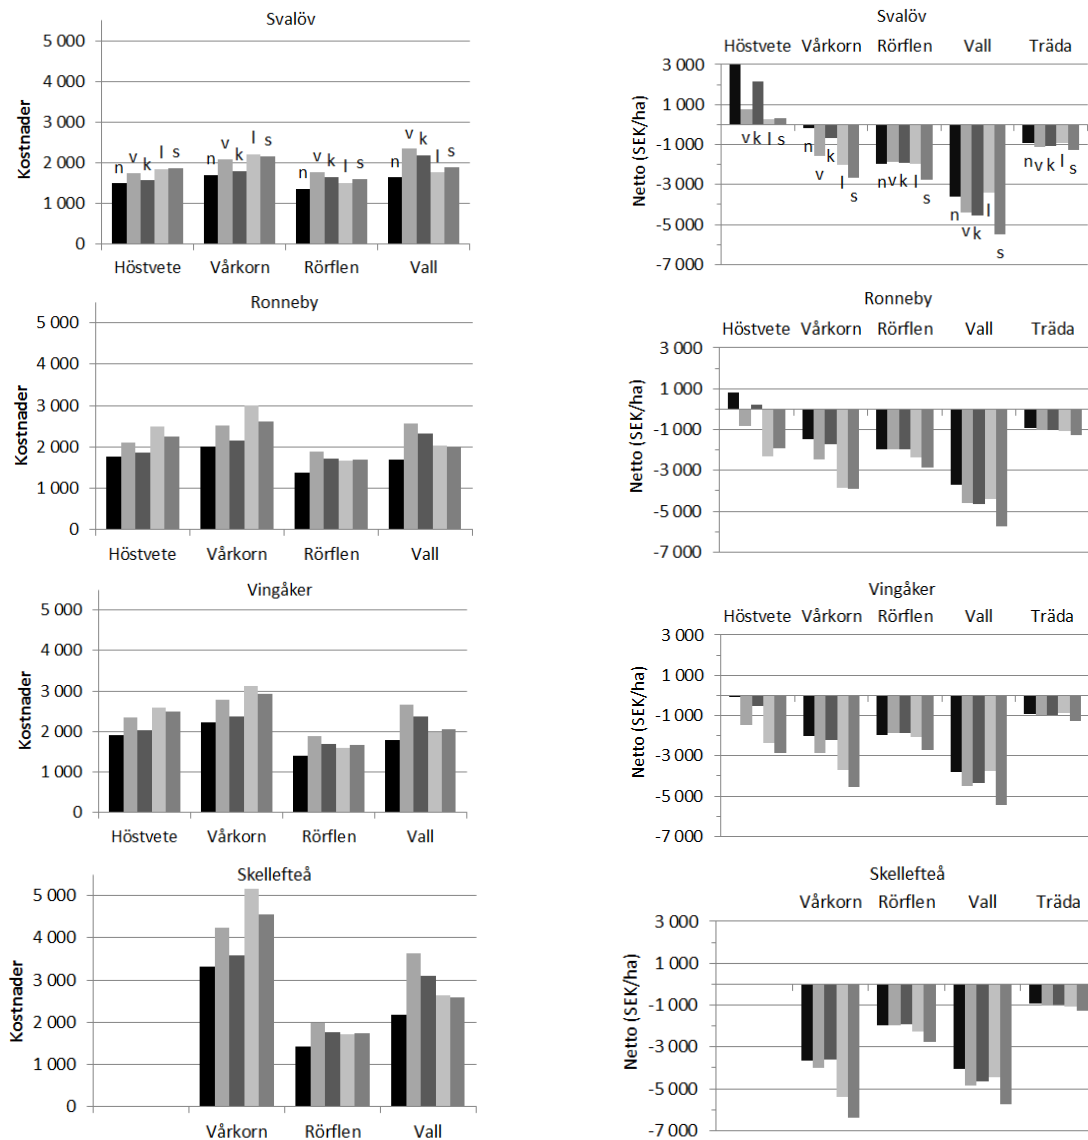 Svalöv
5 000
4 000
3 000
2 000
1 000
0
Kostnader
n v k l s
n v k l s
n v k l s
n v k l s
Höstvete Vårkorn Rörflen Vall
Svalöv
Höstvete Vårkorn Rörflen Vall Träda
3 000
1 000
-1 000
-3 000
-5 000
-7 000
Netto (SEK/ha)
v k l s
n v k l s
n v k l s
n v k l s
n v k l s
Ronneby
5 000
4 000
3 000
2 000
1 000
0
Kostnader
Höstvete Vårkorn Rörflen Vall
Ronneby
Höstvete Vårkorn Rörflen Vall Träda
3 000
1 000
-1 000
-3 000
-5 000
-7 000
Netto (SEK/ha)
Vingåker
5 000
4 000
3 000
2 000
1 000
0
Kostnader
Höstvete Vårkorn Rörflen Vall
Vingåker
Höstvete Vårkorn Rörflen Vall Träda
3 000
1 000
-1 000
-3 000
-5 000
-7 000
Netto (SEK/ha)
Skellefteå
5 000
4 000
3 000
2 000
1 000
0
Kostnader
Vårkorn Rörflen Vall
Skellefteå
Vårkorn Rörflen Vall Träda
3 000
1 000
-1 000
-3 000
-5 000
-7 000
Netto (SEK/ha)